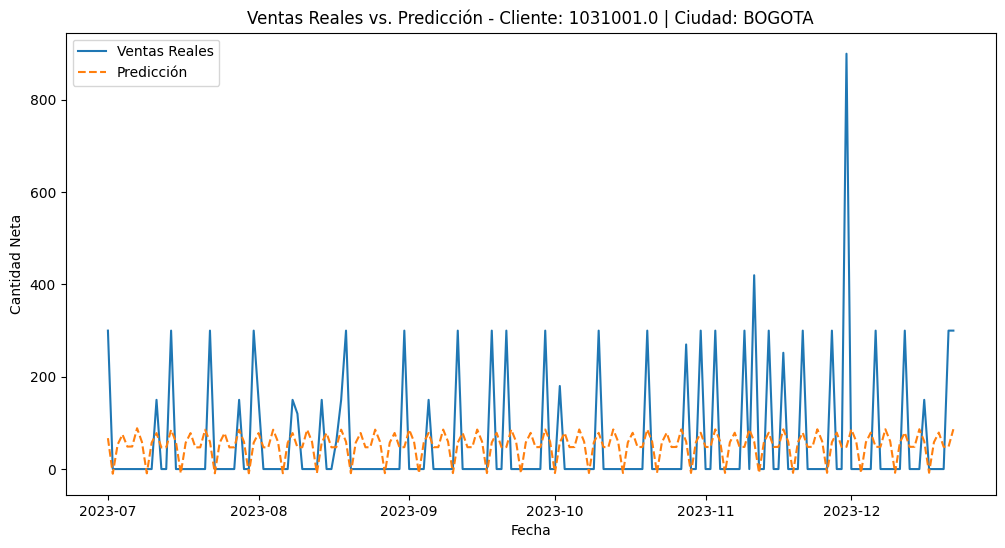 Ventas Reales vs. Predicción - Cliente: 1031001.0 | Ciudad: BOGOTA
Ventas Reales
Predicción
Cantidad Neta
800
600
400
200
0
2023-07
2023-08
2023-09
2023-10
2023-11
2023-12
Fecha